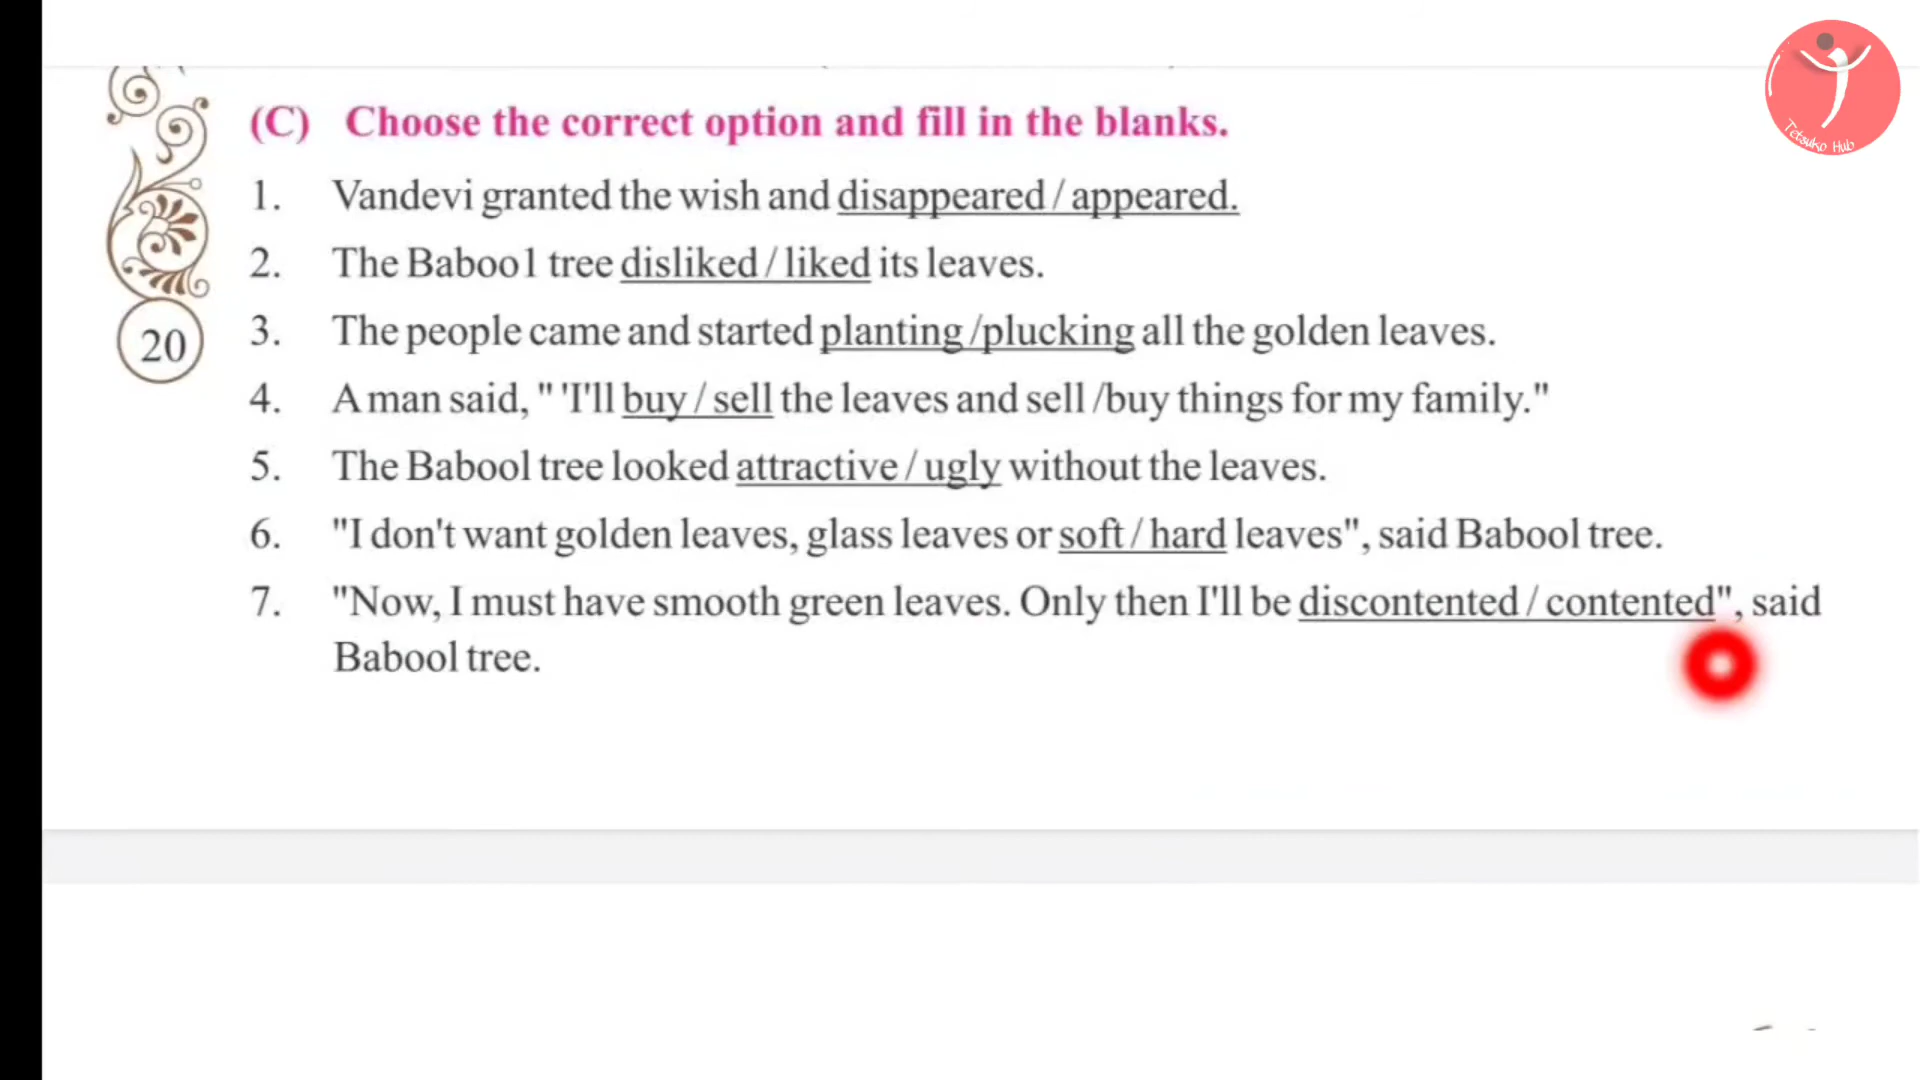 Tetsuko Hub
(C) Choose the correct option and fill in the blanks.
1. Vandevi granted the wish and disappeared / appeared.
2. The Baboo1 tree disliked / liked its leaves.
20
3. The people came and started planting /plucking all the golden leaves.
4. A man said, " 'I'll buy / sell the leaves and sell /buy things for my family."
5. The Babool tree looked attractive / ugly without the leaves.
6. "I don't want golden leaves, glass leaves or soft / hard leaves", said Babool tree.
7. "Now, I must have smooth green leaves. Only then I'll be discontented / contented", said
Babool tree.